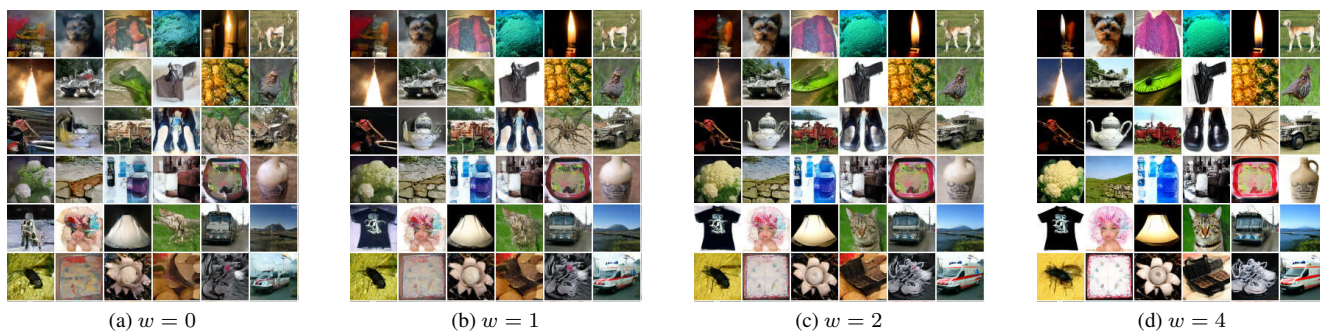 (a) w = 0
(b) w = 1
(c) w = 2
(d) w = 4